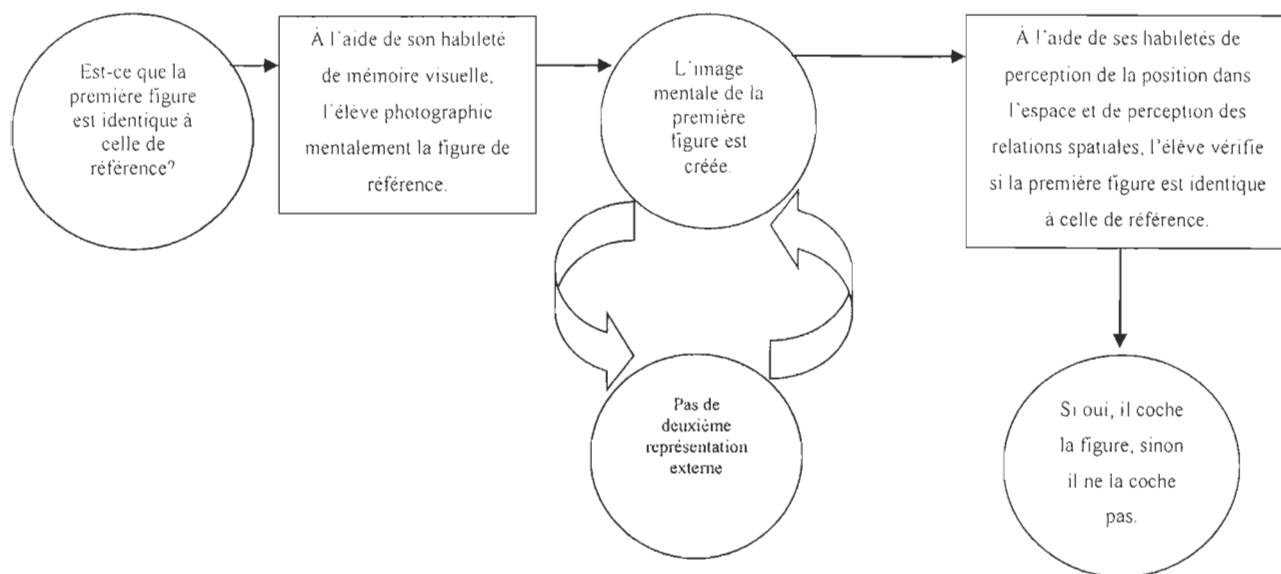 Est-ce que la
première figure
est identique à
celle de
référence?
À l'aide de son habileté
de mémoire visuelle,
l'élève photographie
mentalement la figure de
référence.
L'image
mentale de la
première
figure est
créée.
À l'aide de ses habiletés de
perception de la position dans
l'espace et de perception des
relations spatiales, l'élève vérifie
si la première figure est identique
à celle de référence.
Pas de
deuxième
représentation
externe
Si oui, il coche
la figure, sinon
il ne la coche
pas.